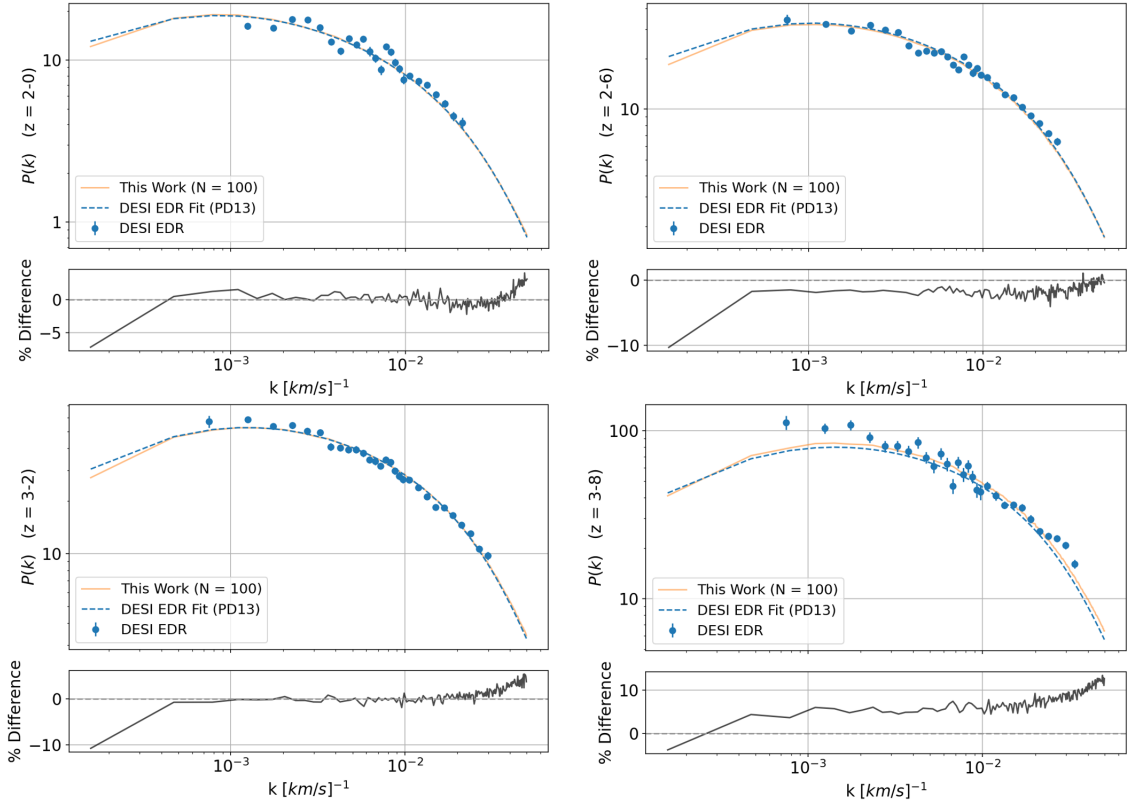 P(k) (z = 2-0)
10
1
This Work (N = 100)
DESI EDR Fit (PD13)
DESI EDR
% Difference
0
−5
10⁻³
10⁻²
k [km/s]⁻¹
P(k) (z = 2-6)
10
This Work (N = 100)
DESI EDR Fit (PD13)
DESI EDR
% Difference
0
−10
10⁻³
10⁻²
k [km/s]⁻¹
P(k) (z = 3-2)
10
This Work (N = 100)
DESI EDR Fit (PD13)
DESI EDR
% Difference
0
−10
10⁻³
10⁻²
k [km/s]⁻¹
P(k) (z = 3-8)
100
10
This Work (N = 100)
DESI EDR Fit (PD13)
DESI EDR
% Difference
10
0
10⁻³
10⁻²
k [km/s]⁻¹